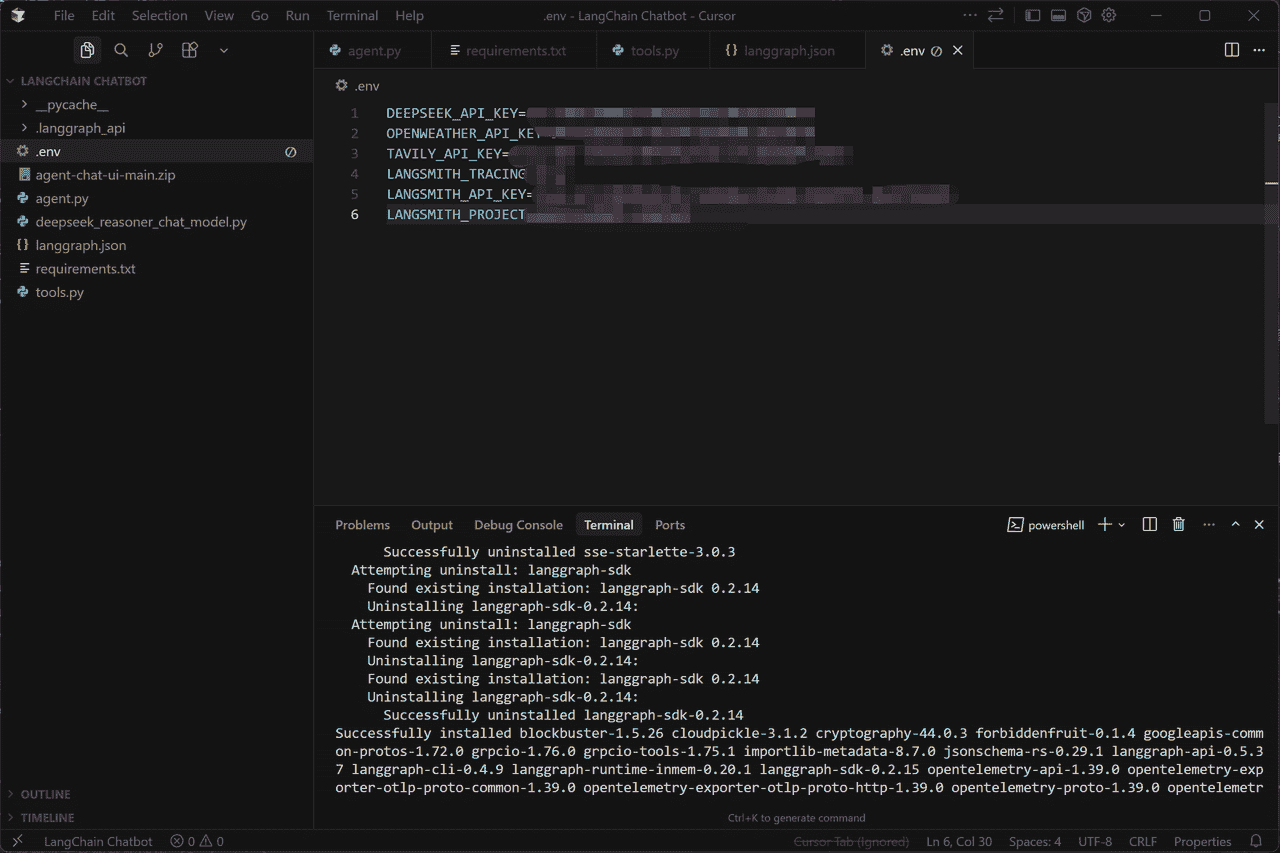 File Edit Selection View Go Run Terminal Help .env - LangChain Chatbot - Cursor
agent.py requirements.txt tools.py {} langgraph.json .env
LANGCHAIN CHATBOT
__pycache__
.langgraph_api
.env
agent-chat-ui-main.zip
agent.py
deepseek_reasoner_chat_model.py
{} langgraph.json
requirements.txt
tools.py
OUTLINE
TIMELINE
.env
1 DEEPSEEK_API_KEY=
2 OPENWEATHER_API_KEY
3 TAVILY_API_KEY=
4 LANGSMITH_TRACING
5 LANGSMITH_API_KEY=
6 LANGSMITH_PROJECT
Problems Output Debug Console Terminal Ports powershell
Successfully uninstalled sse-starlette-3.0.3
Attempting uninstall: langgraph-sdk
Found existing installation: langgraph-sdk 0.2.14
Uninstalling langgraph-sdk-0.2.14:
Attempting uninstall: langgraph-sdk
Found existing installation: langgraph-sdk 0.2.14
Uninstalling langgraph-sdk-0.2.14:
Found existing installation: langgraph-sdk 0.2.14
Uninstalling langgraph-sdk-0.2.14:
Successfully uninstalled langgraph-sdk-0.2.14
Successfully installed blockbuster-1.5.26 cloudpickle-3.1.2 cryptography-44.0.3 forbiddenfruit-0.1.4 googleapis-comm
on-protos-1.72.0 grpcio-1.76.0 grpcio-tools-1.75.1 importlib-metadata-8.7.0 jsonschema-rs-0.29.1 langgraph-api-0.5.3
7 langgraph-cli-0.4.9 langgraph-runtime-inmem-0.20.1 langgraph-sdk-0.2.15 opentelemetry-api-1.39.0 opentelemetry-exp
orter-otlp-proto-common-1.39.0 opentelemetry-exporter-otlp-proto-http-1.39.0 opentelemetry-proto-1.39.0 opentelemetr
Ctrl+K to generate command
LangChain Chatbot 0 0 Cursor Tab (Ignored) Ln 6, Col 30 Spaces: 4 UTF-8 CRLF Properties